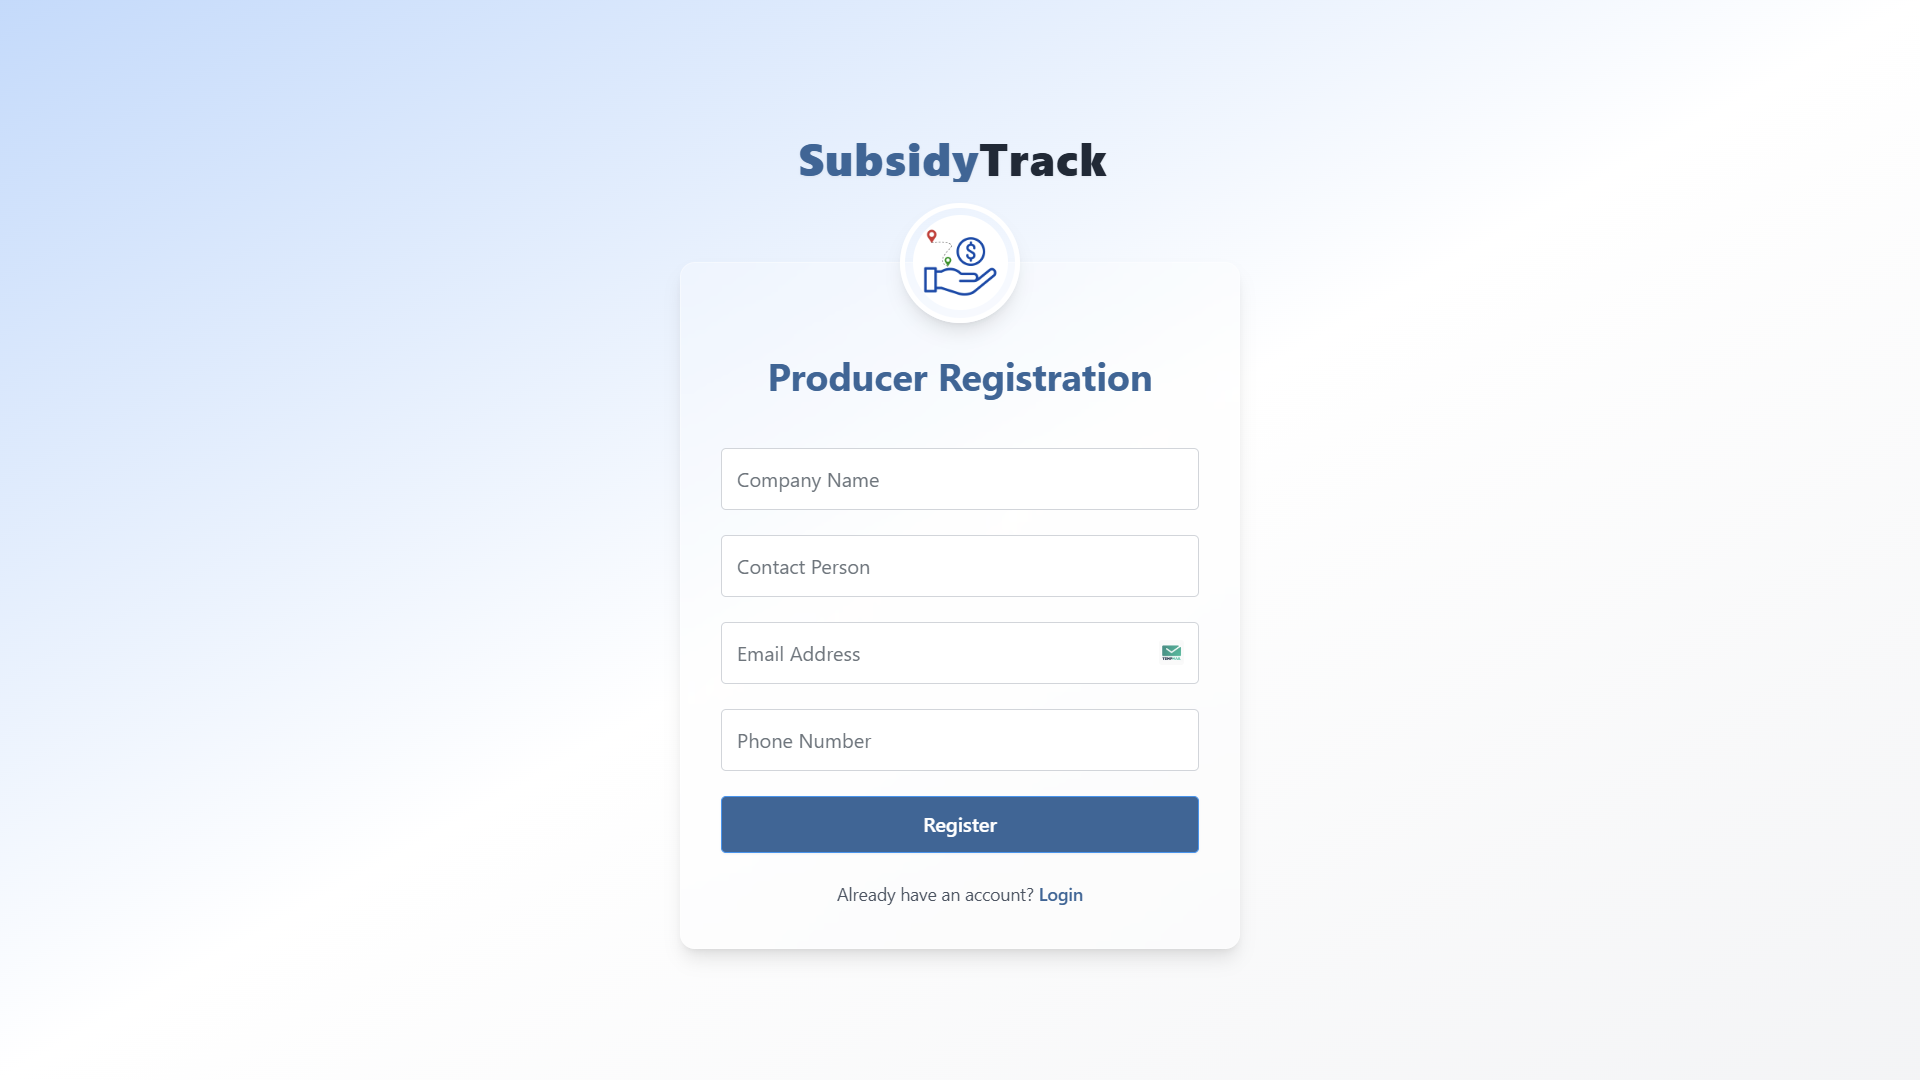 SubsidyTrack
$
Producer Registration
Company Name
Contact Person
Email Address
Phone Number
Register
Already have an account? Login